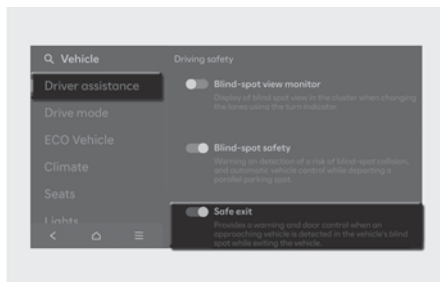 Vehicle
Driver assistance
Drive mode
ECO Vehicle
Climate
Seats
Lights
Driving safety
Blind-spot view monitor
Display of blind spot view in the cluster when changing
the lanes using the turn indicator.
Blind-spot safety
Warning on detection of a risk of blind-spot collision,
and automatic vehicle control while departing a
parallel parking spot.
Safe exit
Provides a warning and door control when an
approaching vehicle is detected in the vehicle's blind
spot while exiting the vehicle.